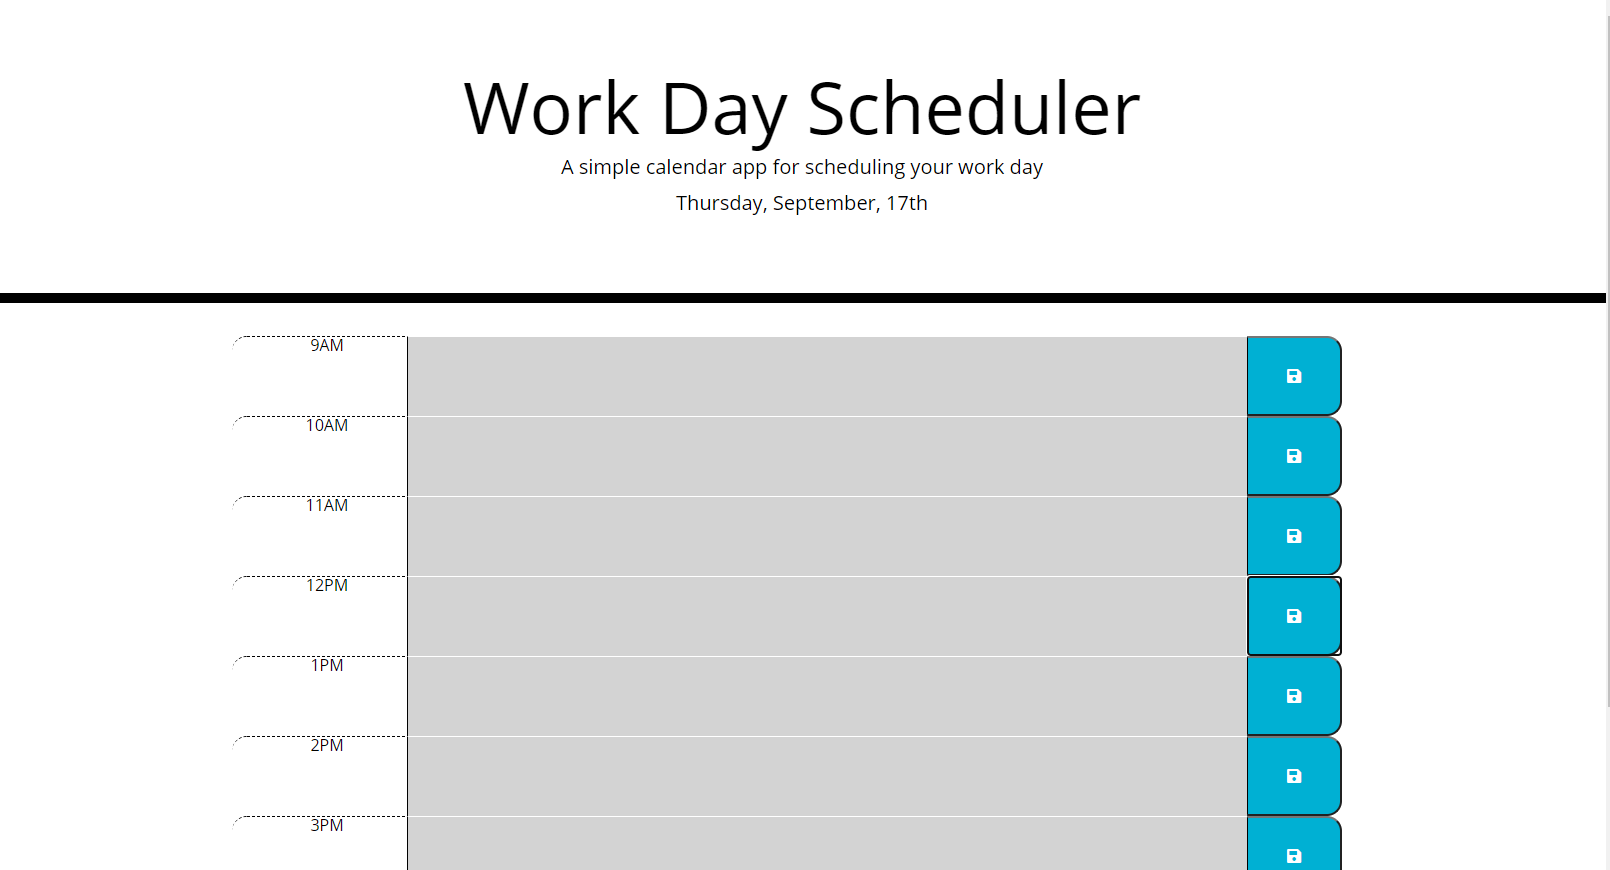 Work Day Scheduler
A simple calendar app for scheduling your work day
Thursday, September, 17th
9AM
10AM
11AM
12PM
1PM
2PM
3PM